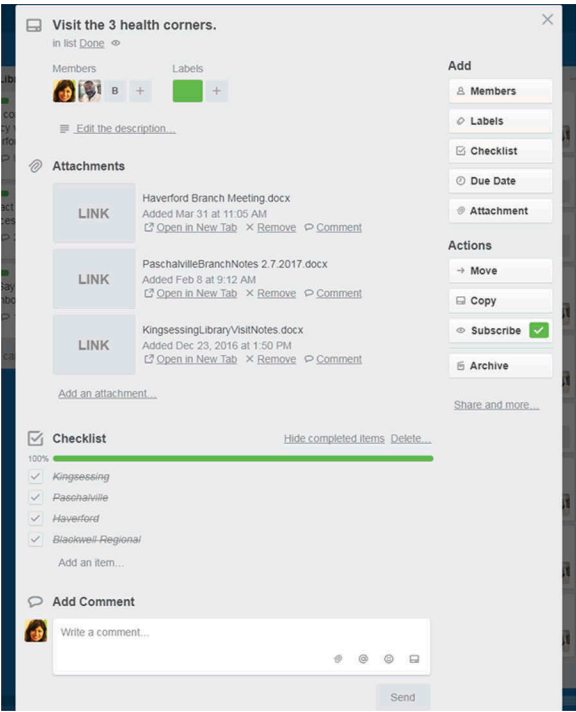 Visit the 3 health corners.
in list Done
Members
Labels
B
Edit the description...
Attachments
LINK
Haverford Branch Meeting.docx
Added Mar 31 at 11:05 AM
Open in New Tab Remove Comment
LINK
PaschalvilleBranchNotes 2.7.2017.docx
Added Feb 8 at 9:12 AM
Open in New Tab Remove Comment
LINK
KingsessingLibraryVisitNotes.docx
Added Dec 23, 2016 at 1:50 PM
Open in New Tab Remove Comment
Add an attachment...
Checklist
Hide completed items Delete...
100%
Kingsessing
Paschalville
Haverford
Blackwell Regional
Add an item...
Add Comment
Write a comment...
Send
Add
Members
Labels
Checklist
Due Date
Attachment
Actions
Move
Copy
Subscribe
Archive
Share and more...